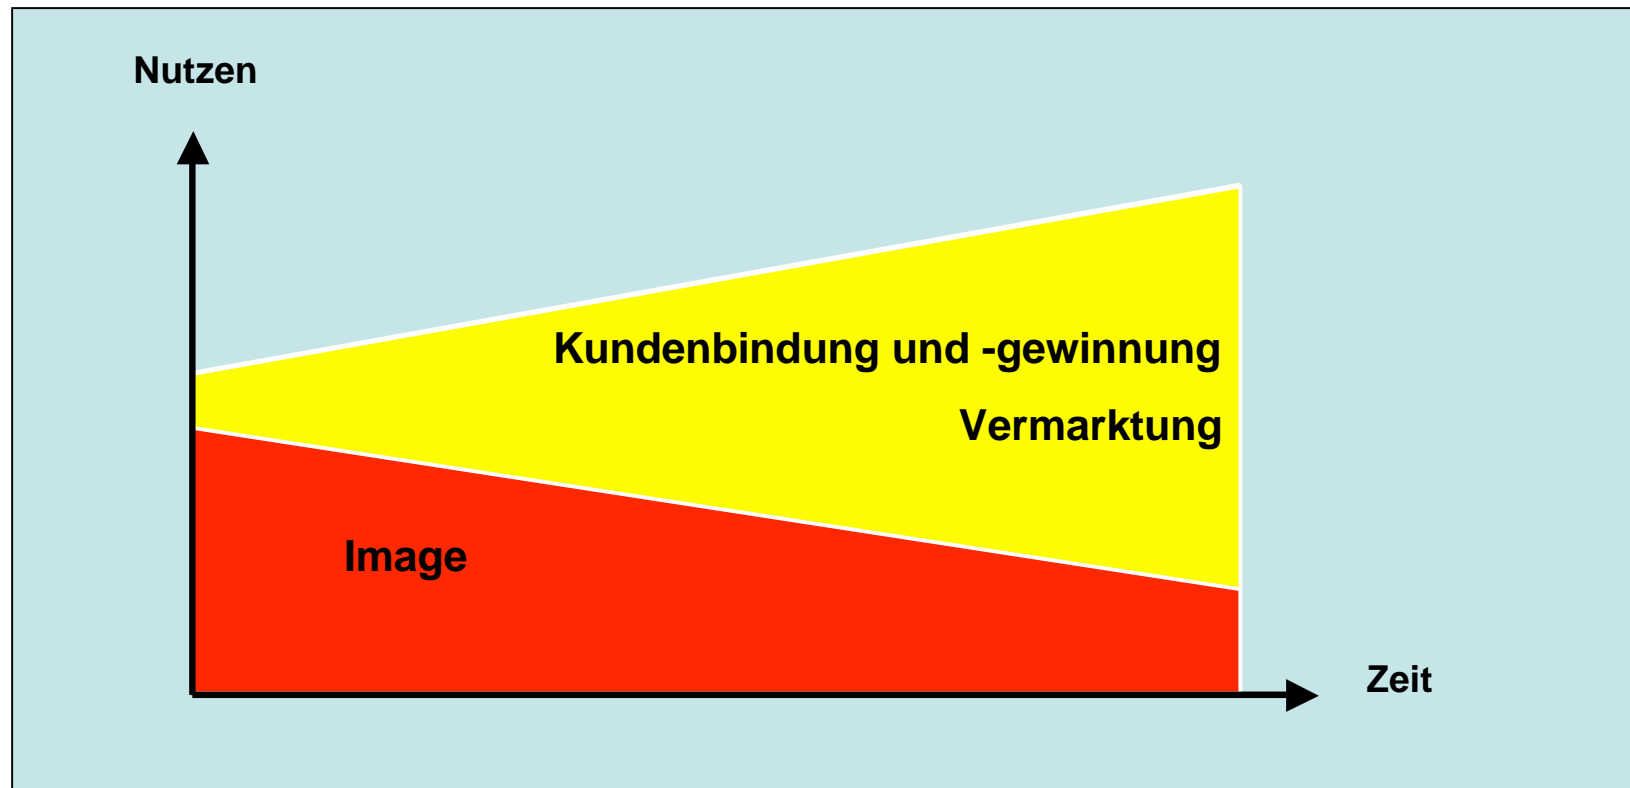 Nutzen
Kundenbindung und -gewinnung
Vermarktung
Image
Zeit